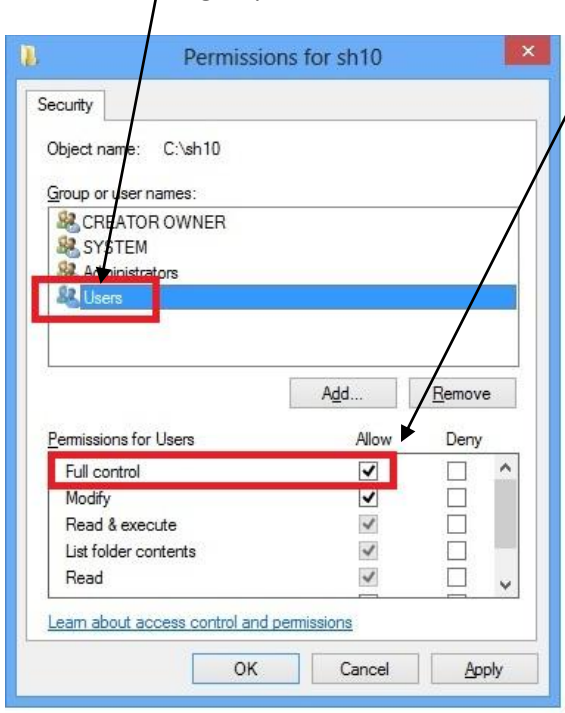 Permissions for sh10
Security
Object name: C:\sh10
Group or user names:
CREATOR OWNER
SYSTEM
Administrators
Users
Add... Remove
Permissions for Users Allow Deny
Full control
Modify
Read & execute
List folder contents
Read
Learn about access control and permissions
OK Cancel Apply